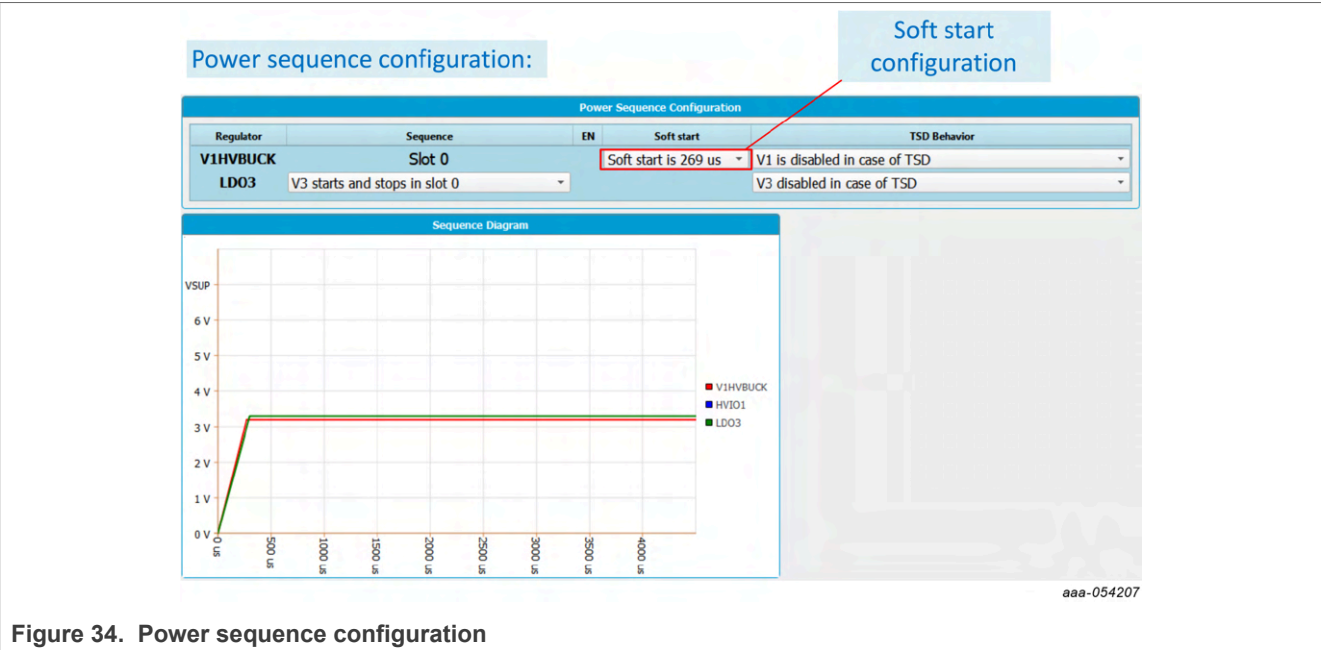 Soft start
configuration
Power sequence configuration:
Power Sequence Configuration
Regulator Sequence EN Soft start TSD Behavior
V1HVBUCK Slot 0 Soft start is 269 us V1 is disabled in case of TSD
LDO3 V3 starts and stops in slot 0 V3 disabled in case of TSD
Sequence Diagram
VSUP
6 V
5 V
4 V
3 V
2 V
1 V
0 V
V1HVBUCK
HVIO1
LDO3
0 us
500 us
1000 us
1500 us
2000 us
2500 us
3000 us
3500 us
4000 us
aaa-054207
Figure 34. Power sequence configuration